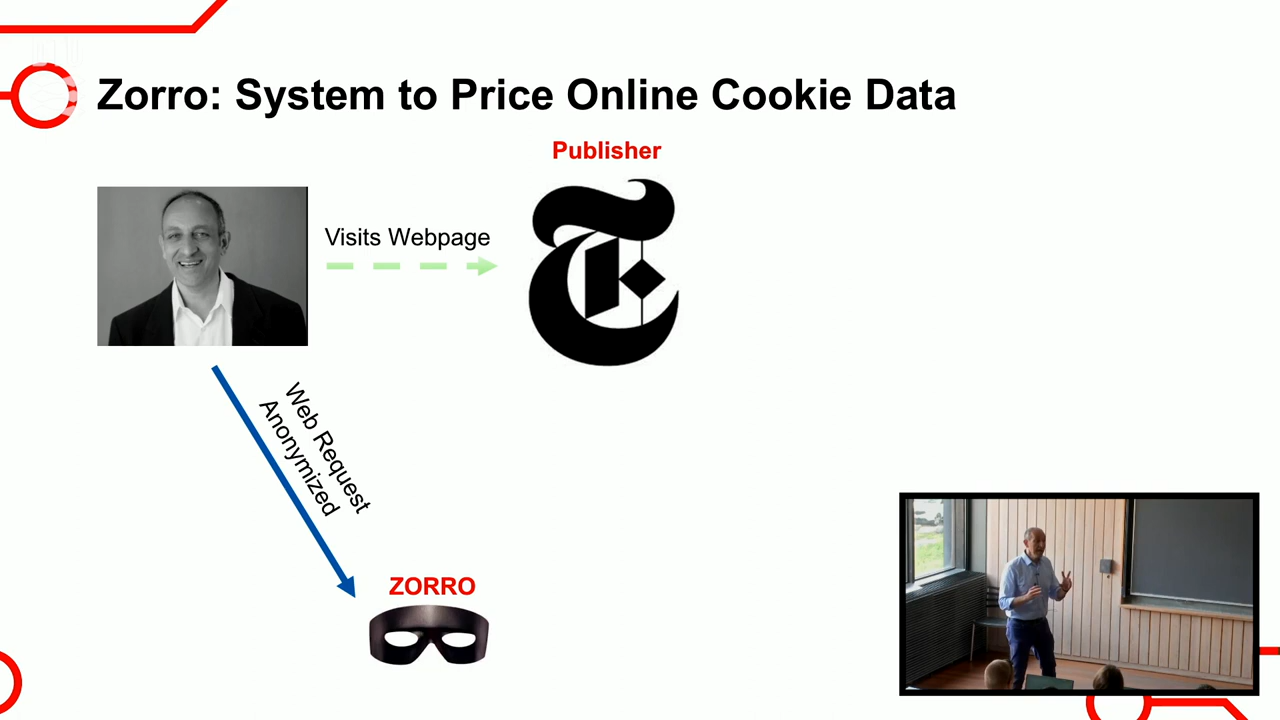 Zorro: System to Price Online Cookie Data
Publisher
Visits Webpage
Web Request
Anonymized
ZORRO